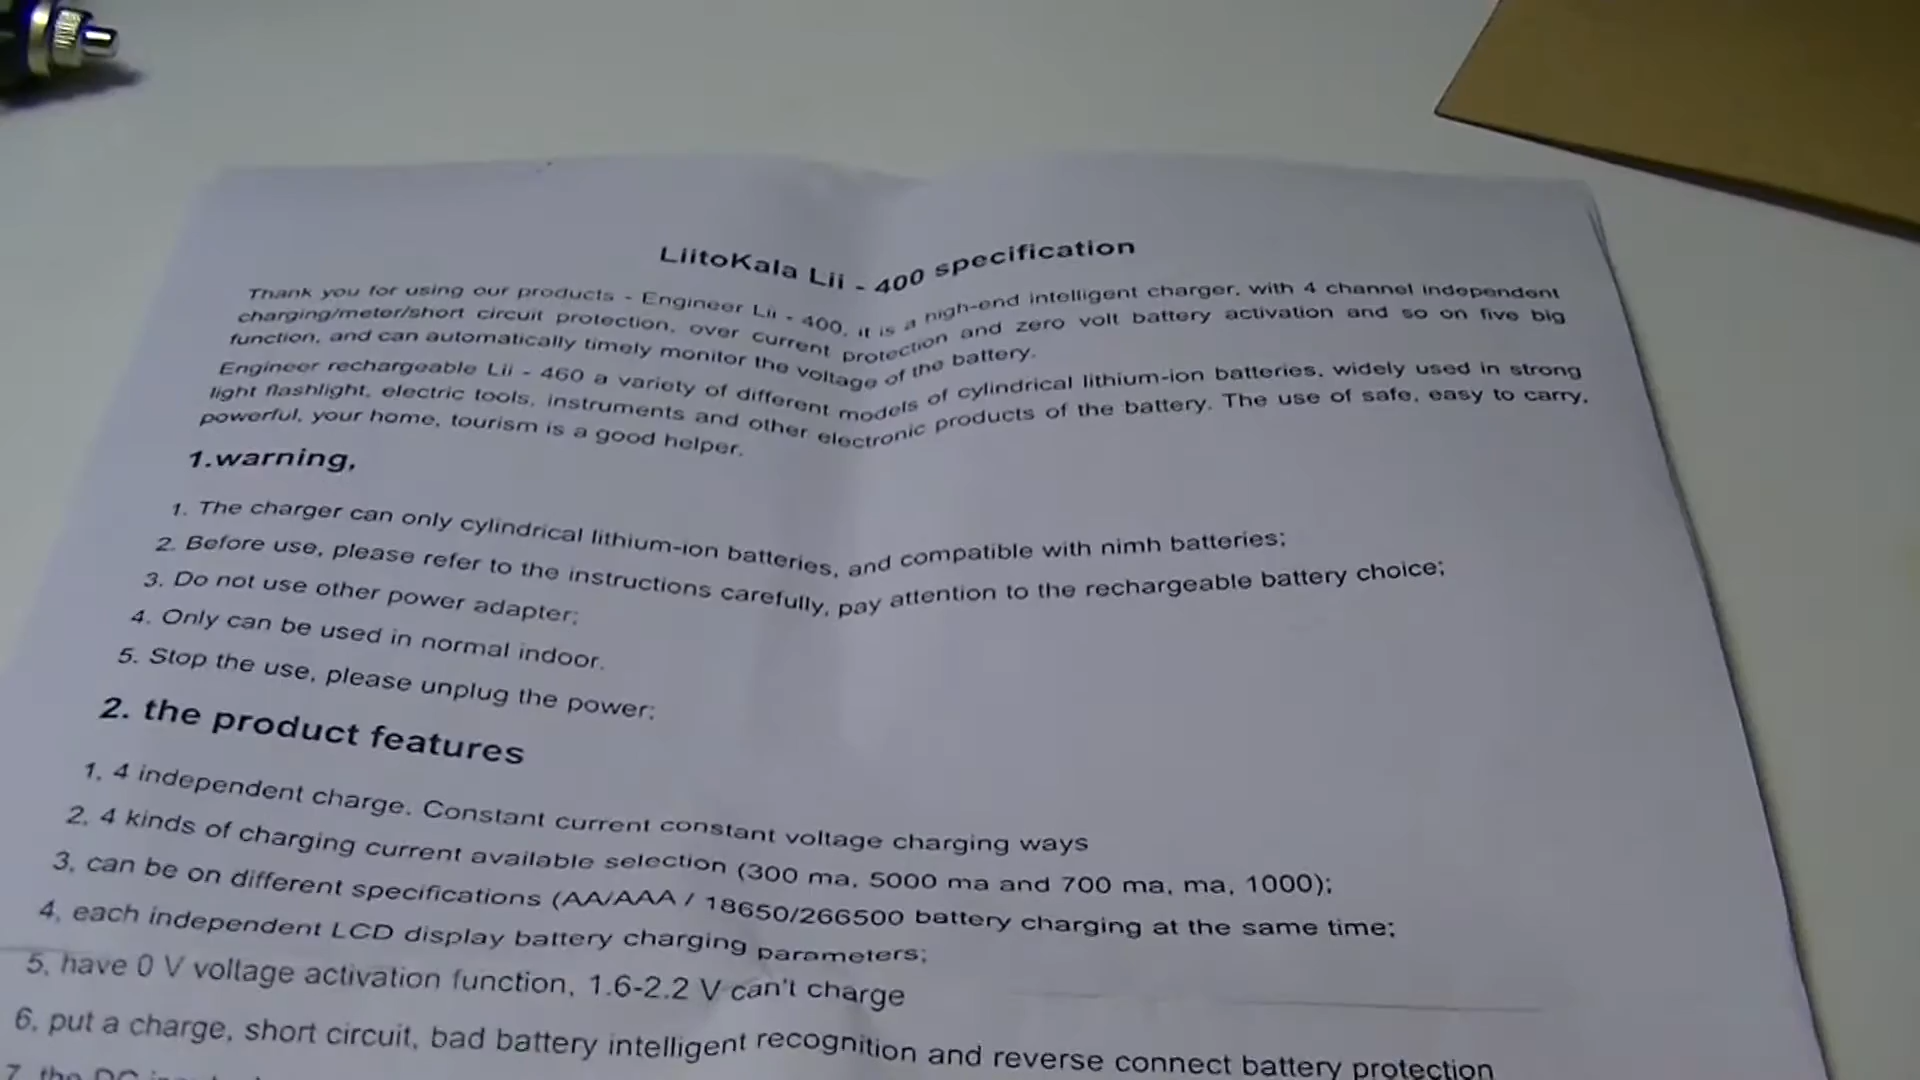 LiitoKala Lii - 400 specification
Thank you for using our products - Engineer Lii - 400, it is a high-end intelligent charger, with 4 channel independent
charging/meter/short circuit protection, over current protection and zero volt battery activation and so on five big
function, and can automatically timely monitor the voltage of the battery.
Engineer rechargeable Lii - 460 a variety of different models of cylindrical lithium-ion batteries, widely used in strong
light flashlight, electric tools, instruments and other electronic products of the battery. The use of safe, easy to carry,
powerful, your home, tourism is a good helper.
1.warning,
1. The charger can only cylindrical lithium-ion batteries, and compatible with nimh batteries;
2. Before use, please refer to the instructions carefully, pay attention to the rechargeable battery choice;
3. Do not use other power adapter;
4. Only can be used in normal indoor.
5. Stop the use, please unplug the power;
2. the product features
1, 4 independent charge. Constant current constant voltage charging ways
2, 4 kinds of charging current available selection (300 ma, 5000 ma and 700 ma, ma, 1000);
3, can be on different specifications (AA/AAA / 18650/266500 battery charging at the same time;
4, each independent LCD display battery charging parameters;
5, have 0 V voltage activation function, 1.6-2.2 V can't charge
6, put a charge, short circuit, bad battery intelligent recognition and reverse connect battery protection
7, the DC